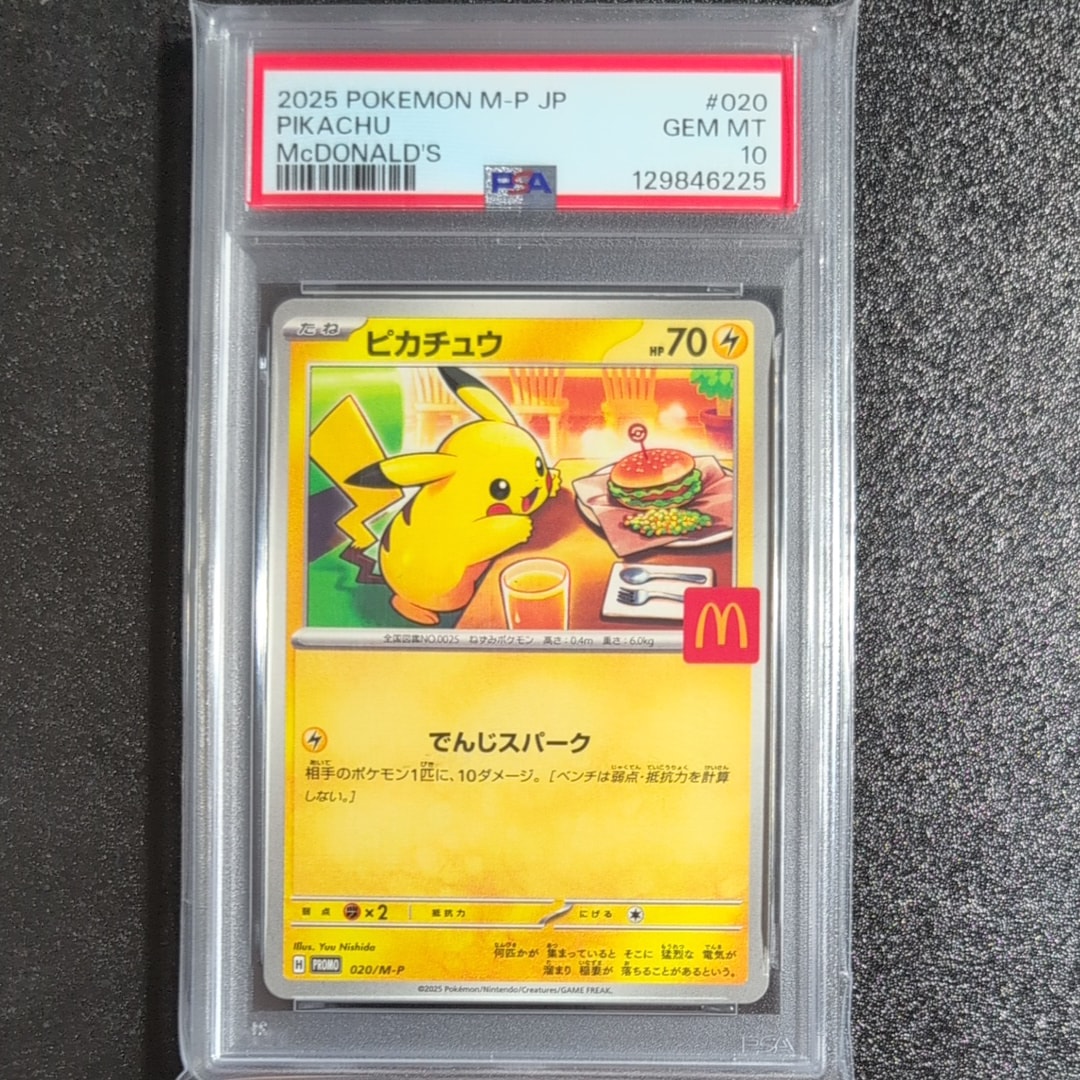 2025 POKEMON M-P JP #020
PIKACHU GEM MT
McDONALD'S 10
PSA 129846225
たね ピカチュウ HP 70
全国図鑑NO.0025 ねずみポケモン 高さ:0.4m 重さ:6.0kg
でんじスパーク
相手のポケモン1匹に、10ダメージ。[ベンチは弱点・抵抗力を計算
しない。]
弱点 ×2 抵抗力 にげる
Illus. Yuu Nishida
何匹かが 集まっていると そこに 猛烈な 電気が
溜まり 稲妻が 落ちることがあるという。
H PROMO 020/M-P
©2025 Pokémon/Nintendo/Creatures/GAME FREAK.
PSA